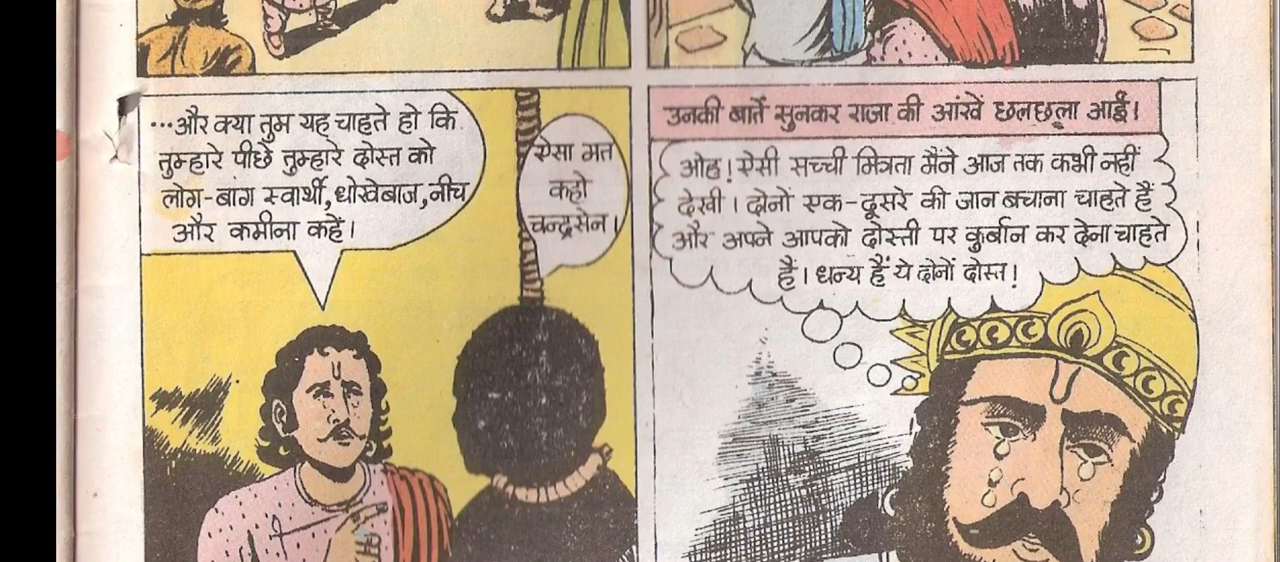 ...और क्या तुम यह चाहते हो कि
तुम्हारे पीछे तुम्हारे दोस्त को
लोग-बाग स्वार्थी, धोखेबाज, नीच
और कमीना कहें।
ऐसा मत
कहो
चन्द्रसेन।
उनकी बातें सुनकर राजा की आंखें छलछला आईं!
ओह! ऐसी सच्ची मित्रता मैंने आज तक कभी नहीं
देखी। दोनों एक-दूसरे की जान बचाना चाहते हैं
और अपने आपको दोस्ती पर कुर्बान कर देना चाहते
हैं। धन्य हैं ये दोनों दोस्त!